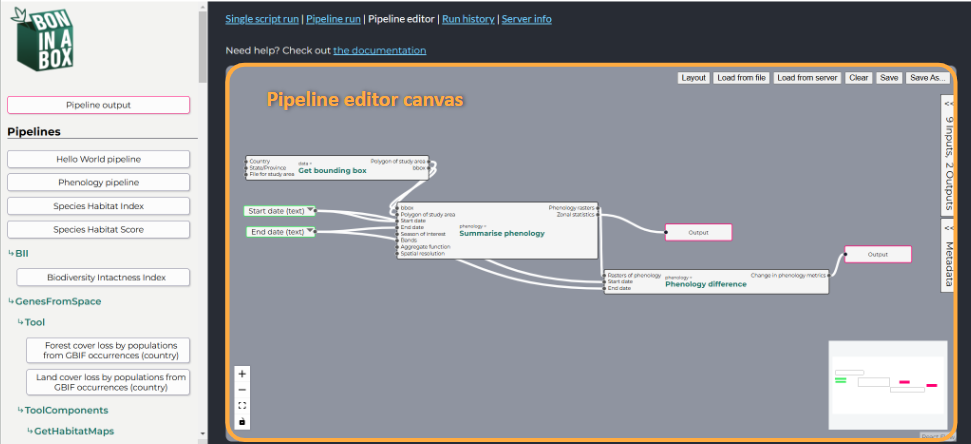 BON
IN A
BOX
Pipeline output
Pipelines
Hello World pipeline
Phenology pipeline
Species Habitat Index
Species Habitat Score
↳BII
Biodiversity Intactness Index
↳GenesFromSpace
↳Tool
Forest cover loss by populations
from GBIF occurrences (country)
Land cover loss by populations from
GBIF occurrences (country)
↳ToolComponents
↳GetHabitatMaps
Single script run | Pipeline run | Pipeline editor | Run history | Server info
Need help? Check out the documentation
Layout
Load from file
Load from server
Clear
Save
Save As...
Pipeline editor canvas
<< 9 Inputs, 2 Outputs
<< Metadata
Country
State/Province
File for study area
data >
Get bounding box
Polygon of study area
bbox
Start date (text)
End date (text)
bbox
Polygon of study area
Start date
End date
Season of interest
Bands
Aggregate function
Spatial resolution
phenology >
Summarise phenology
Phenology rasters
Zonal statistics
Output
Rasters of phenology
Start date
End date
phenology >
Phenology difference
Change in phenology metrics
Output